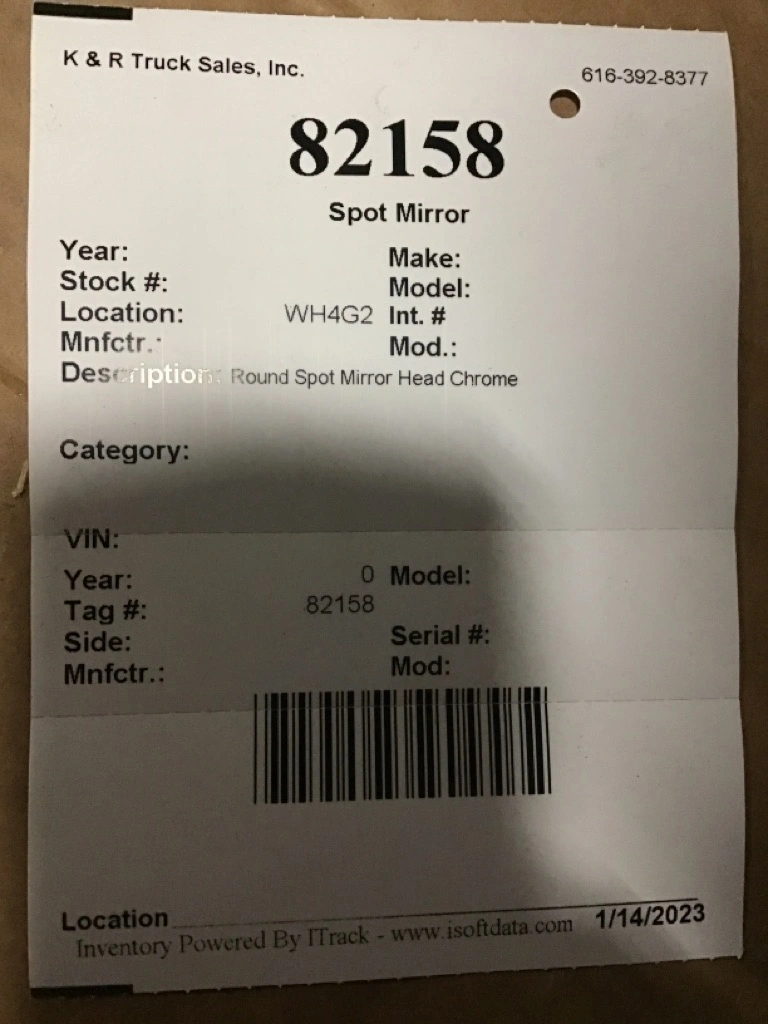 K & R Truck Sales, Inc. 616-392-8377
82158
Spot Mirror
Year: Make:
Stock #: Model:
Location: WH4G2 Int. #
Mnfctr.: Mod.:
Description: Round Spot Mirror Head Chrome
Category:
VIN:
Year: 0 Model:
Tag #: 82158
Side: Serial #:
Mnfctr.: Mod:
Location 1/14/2023
Inventory Powered By ITrack - www.isoftdata.com